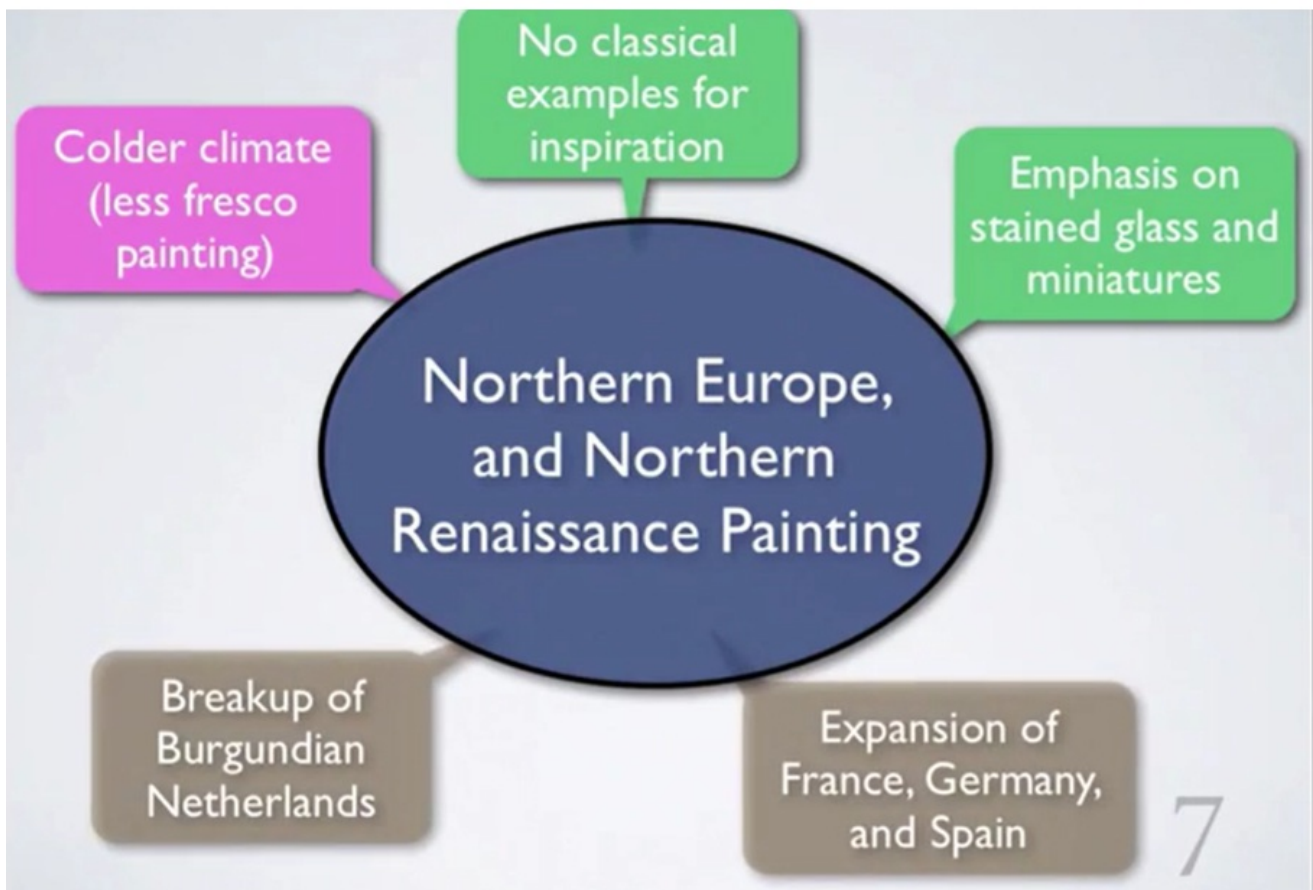 No classical
examples for
inspiration
Colder climate
(less fresco
painting)
Emphasis on
stained glass and
miniatures
Northern Europe,
and Northern
Renaissance Painting
Breakup of
Burgundian
Netherlands
Expansion of
France, Germany,
and Spain
7